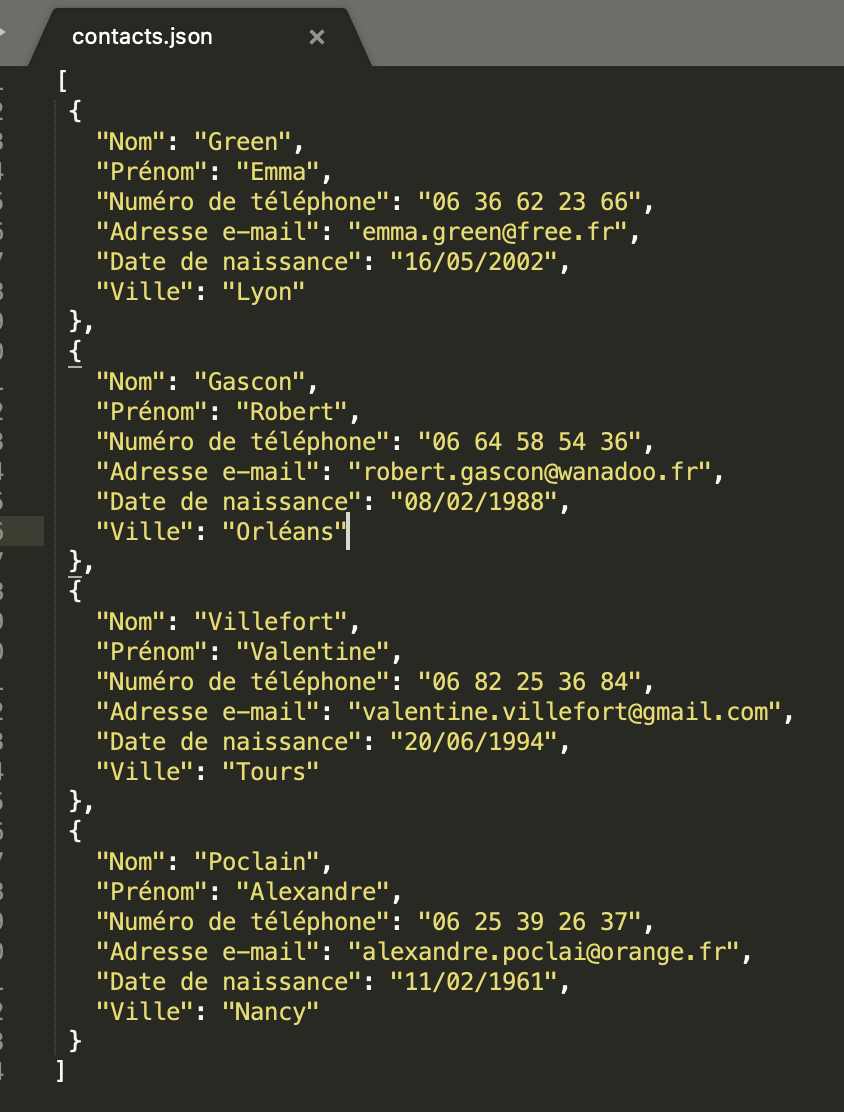 contacts.json ×
[
{
"Nom": "Green",
"Prénom": "Emma",
"Numéro de téléphone": "06 36 62 23 66",
"Adresse e-mail": "emma.green@free.fr",
"Date de naissance": "16/05/2002",
"Ville": "Lyon"
},
{
"Nom": "Gascon",
"Prénom": "Robert",
"Numéro de téléphone": "06 64 58 54 36",
"Adresse e-mail": "robert.gascon@wanadoo.fr",
"Date de naissance": "08/02/1988",
"Ville": "Orléans"
},
{
"Nom": "Villefort",
"Prénom": "Valentine",
"Numéro de téléphone": "06 82 25 36 84",
"Adresse e-mail": "valentine.villefort@gmail.com",
"Date de naissance": "20/06/1994",
"Ville": "Tours"
},
{
"Nom": "Poclain",
"Prénom": "Alexandre",
"Numéro de téléphone": "06 25 39 26 37",
"Adresse e-mail": "alexandre.poclai@orange.fr",
"Date de naissance": "11/02/1961",
"Ville": "Nancy"
}
]